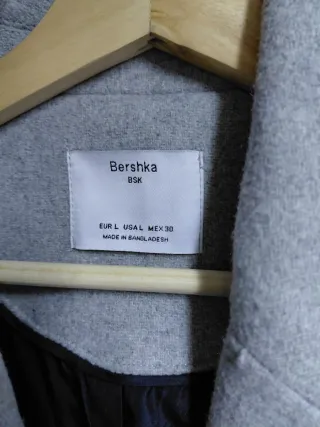 Bershka
BSK
EUR L USA L MEX 30
MADE IN BANGLADESH